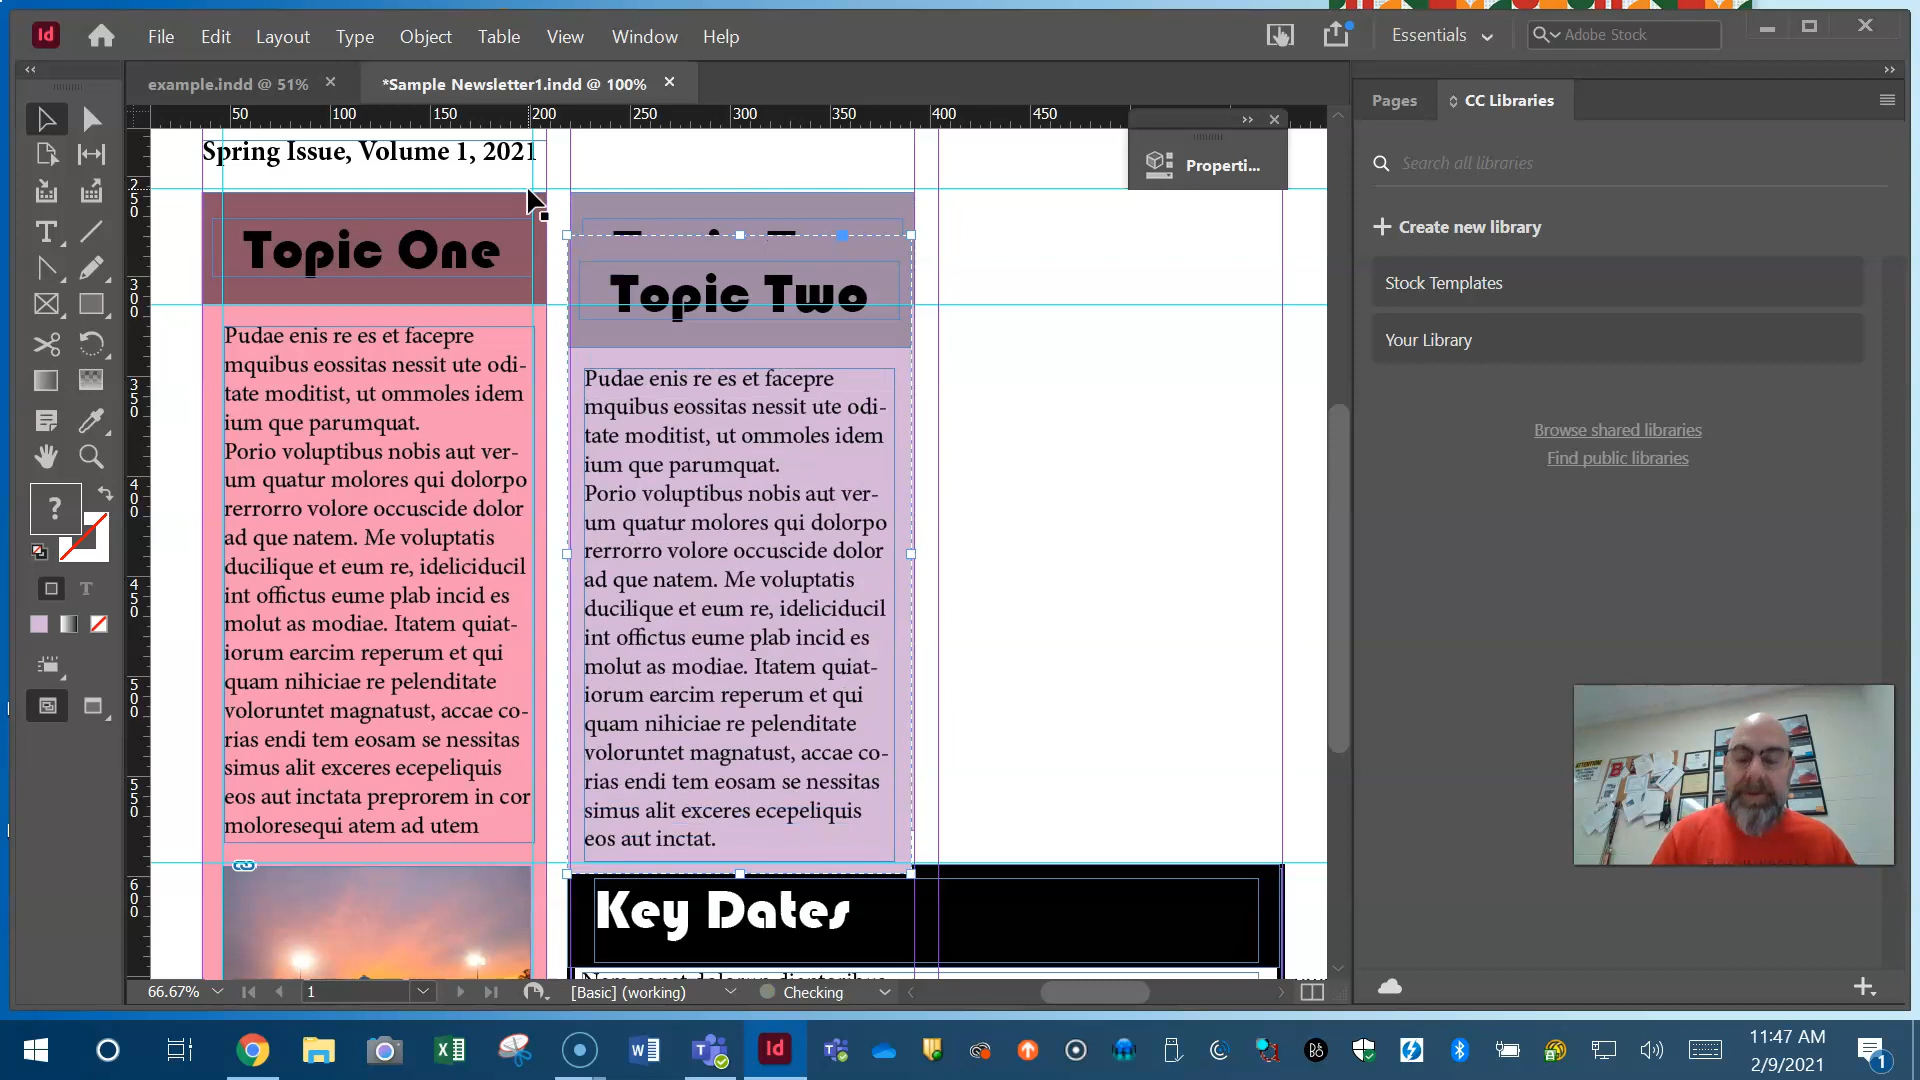 Id
File Edit Layout Type Object Table View Window Help
Essentials
Adobe Stock
example.indd @ 51% ×
*Sample Newsletter1.indd @ 100% ×
Pages
CC Libraries
50 100 150 200 250 300 350 400 450
Properti...
Search all libraries
+ Create new library
Stock Templates
Your Library
Browse shared libraries
Find public libraries
250
300
350
400
450
500
550
600
Spring Issue, Volume 1, 2021
Topic One
Pudae enis re es et facepre
mquibus eossitas nessit ute odi-
tate moditist, ut ommoles idem
ium que parumquat.
Porio voluptibus nobis aut ver-
um quatur molores qui dolorpo
rerrorro volore occuscide dolor
ad que natem. Me voluptatis
ducilique et eum re, ideliciducil
int offictus eume plab incid es
molut as modiae. Itatem quiat-
iorum earcim reperum et qui
quam nihiciae re pelenditate
voloruntet magnatust, accae co-
rias endi tem eosam se nessitas
simus alit exceres ecepeliquis
eos aut inctata preprorem in cor
moloresequi atem ad utem
Topic Two
Pudae enis re es et facepre
mquibus eossitas nessit ute odi-
tate moditist, ut ommoles idem
ium que parumquat.
Porio voluptibus nobis aut ver-
um quatur molores qui dolorpo
rerrorro volore occuscide dolor
ad que natem. Me voluptatis
ducilique et eum re, ideliciducil
int offictus eume plab incid es
molut as modiae. Itatem quiat-
iorum earcim reperum et qui
quam nihiciae re pelenditate
voloruntet magnatust, accae co-
rias endi tem eosam se nessitas
simus alit exceres ecepeliquis
eos aut inctat.
Key Dates
66.67%
1
[Basic] (working)
Checking
11:47 AM
2/9/2021
1